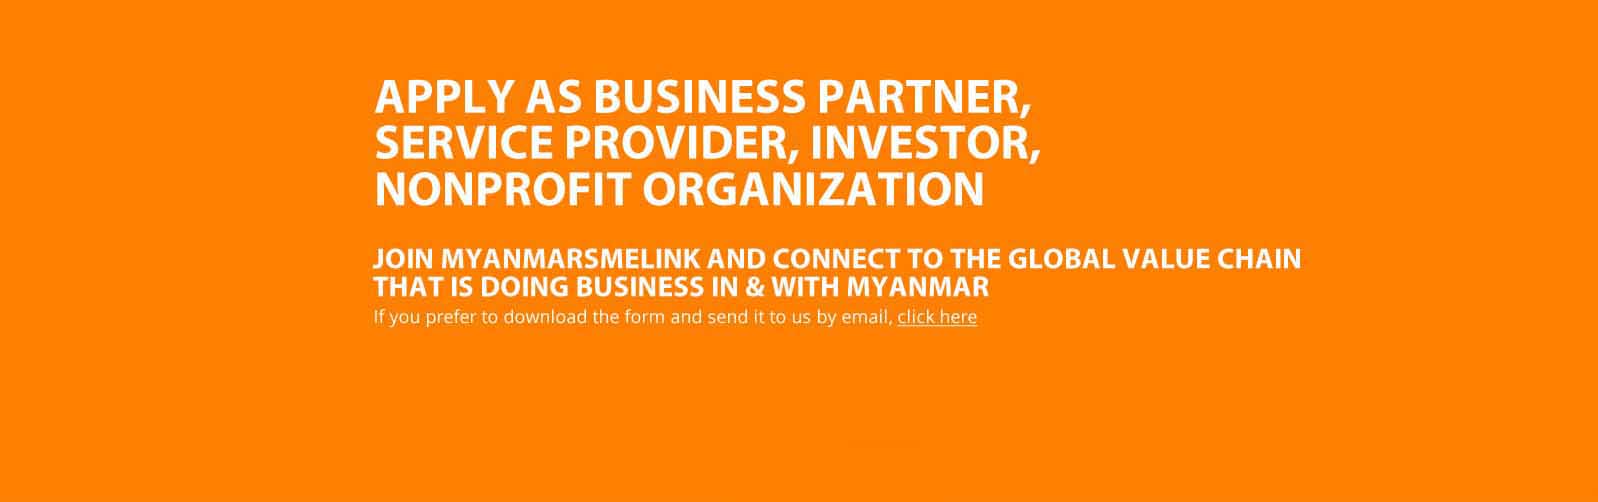 APPLY AS BUSINESS PARTNER,
SERVICE PROVIDER, INVESTOR,
NONPROFIT ORGANIZATION
JOIN MYANMARSMELINK AND CONNECT TO THE GLOBAL VALUE CHAIN
THAT IS DOING BUSINESS IN & WITH MYANMAR
If you prefer to download the form and send it to us by email, click here